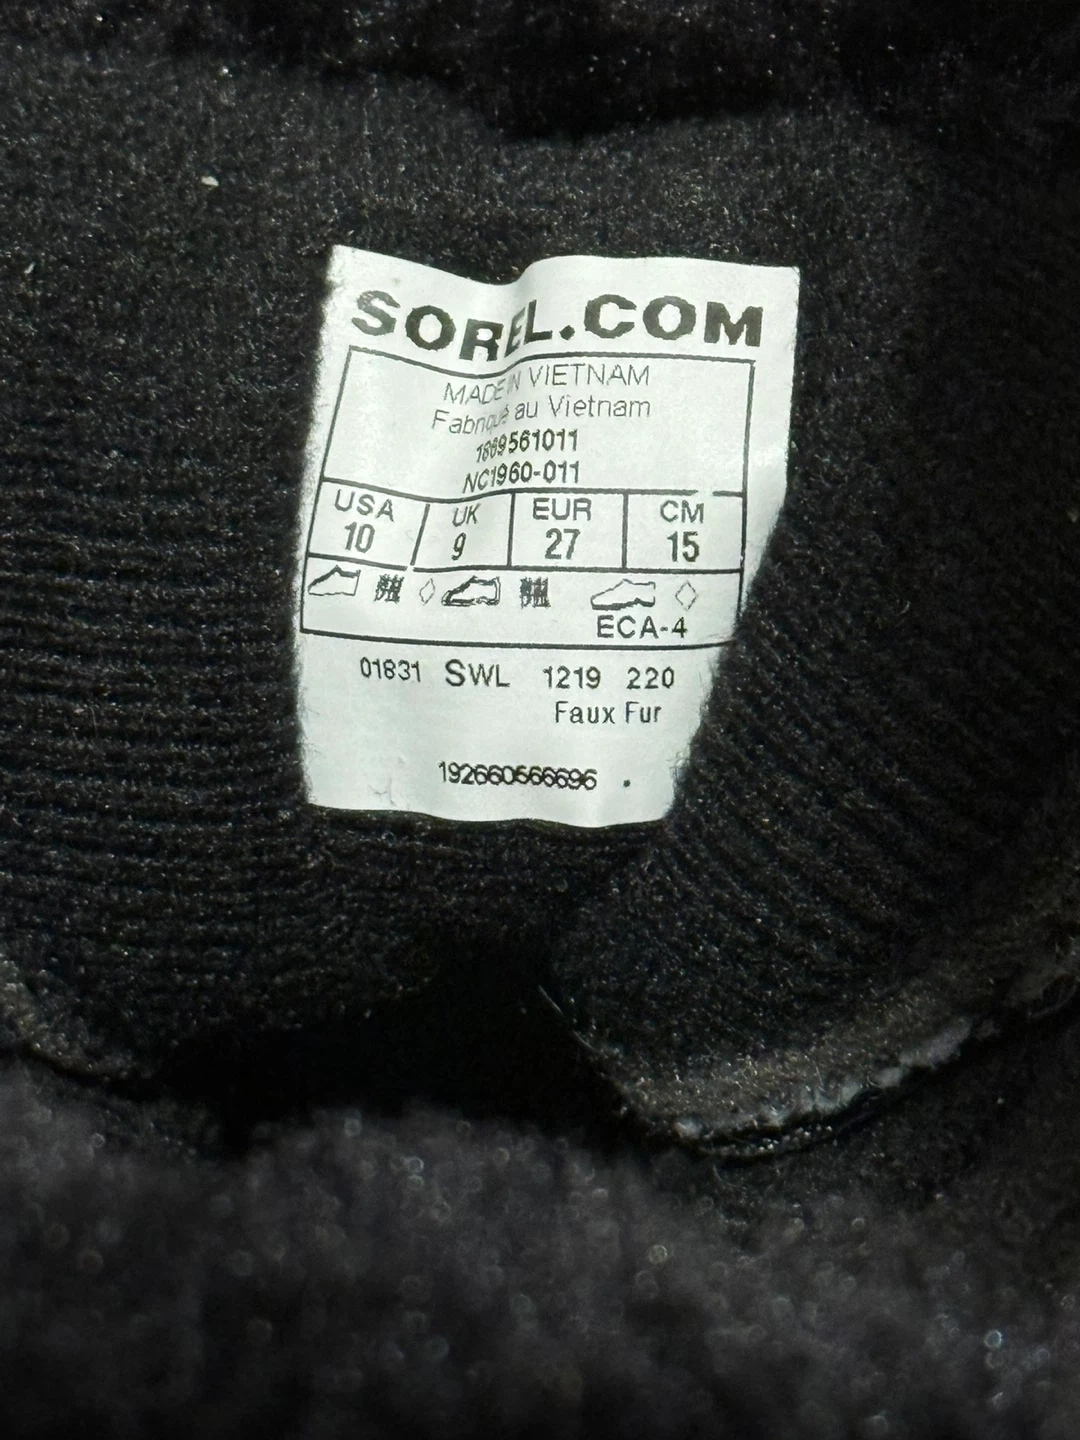 SOREL.COM
MADE IN VIETNAM
Fabriqué au Vietnam
1869561011
NC1960-011
USA UK EUR CM
10 9 27 15
ECA-4
01831 SWL 1219 220
Faux Fur
192660566696